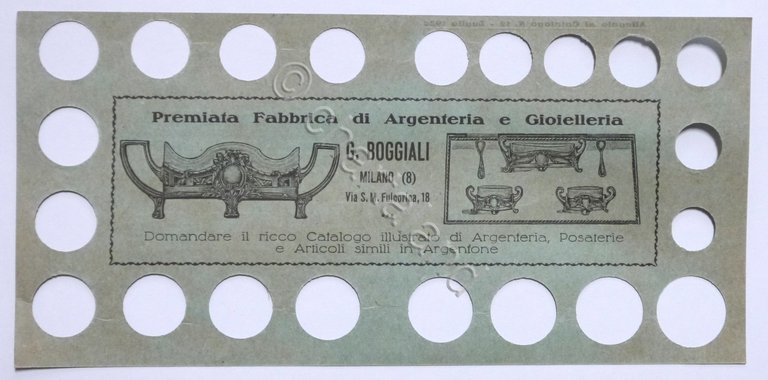 Premiata Fabbrica di Argenteria e Gioielleria
G. BOGGIALI
MILANO (8)
Via S. M. Fulcorina, 18
Domandare il ricco Catalogo illustrato di Argenteria, Posaterie
e Articoli simili in Argentone